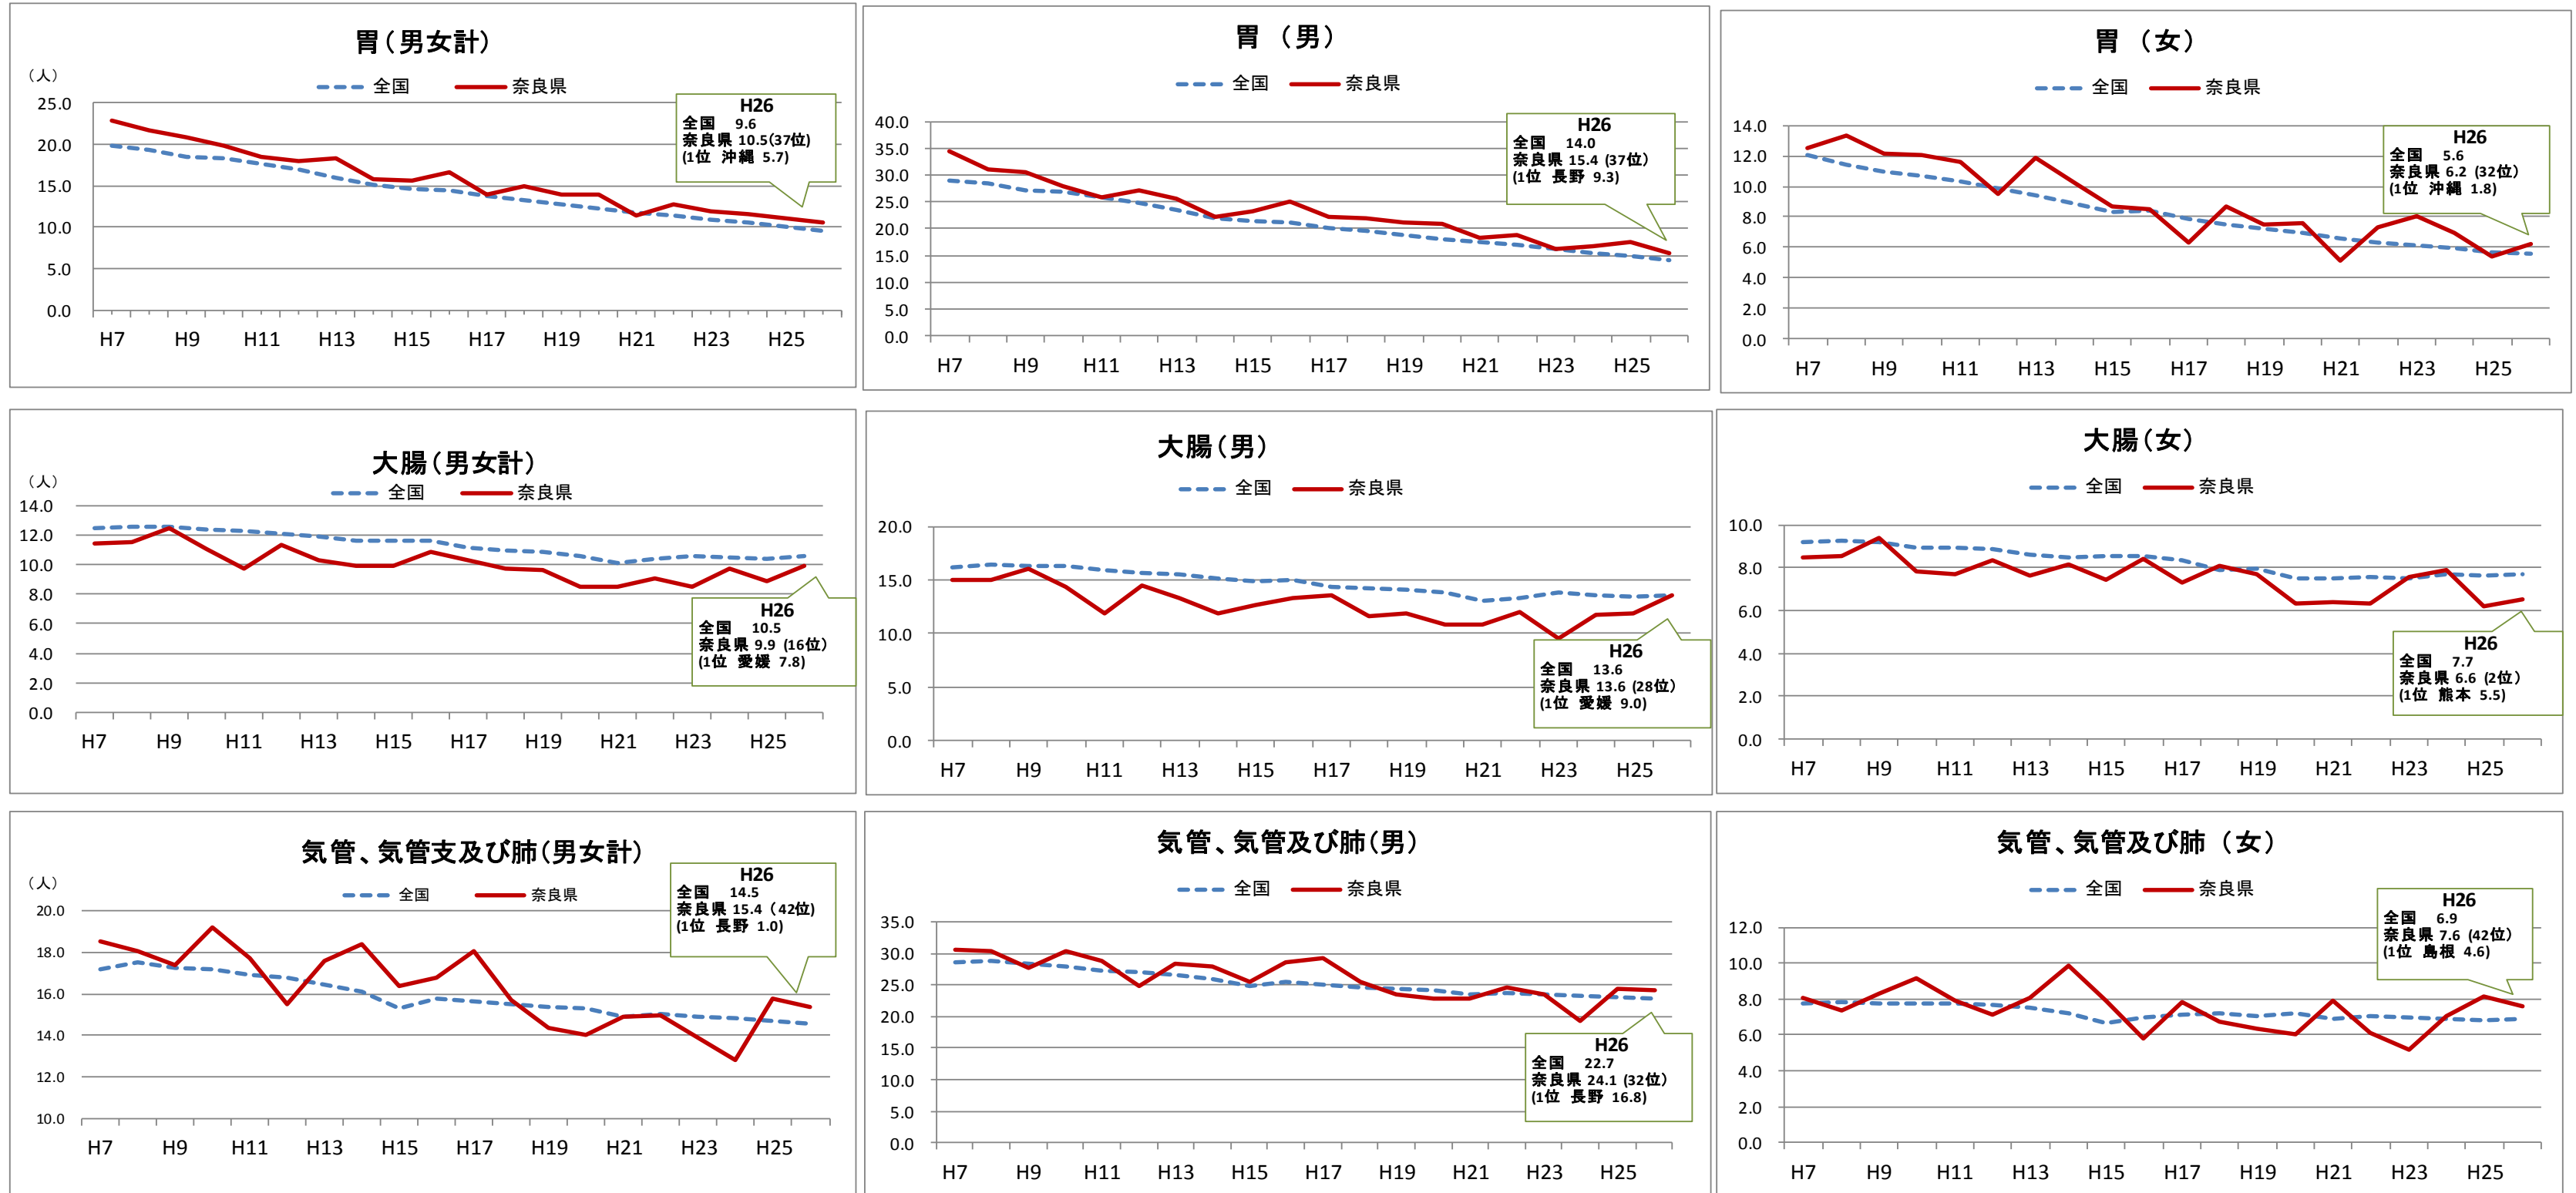 胃(男女計)
(人)
全国 奈良県
25.0
20.0
15.0
10.0
5.0
0.0
H7 H9 H11 H13 H15 H17 H19 H21 H23 H25
H26
全国 9.6
奈良県 10.5(37位)
(1位 沖縄 5.7)
胃 (男)
全国 奈良県
40.0
35.0
30.0
25.0
20.0
15.0
10.0
5.0
0.0
H7 H9 H11 H13 H15 H17 H19 H21 H23 H25
H26
全国 14.0
奈良県 15.4 (37位)
(1位 長野 9.3)
胃 (女)
全国 奈良県
14.0
12.0
10.0
8.0
6.0
4.0
2.0
0.0
H7 H9 H11 H13 H15 H17 H19 H21 H23 H25
H26
全国 5.6
奈良県 6.2 (32位)
(1位 沖縄 1.8)
大腸(男女計)
(人)
全国 奈良県
14.0
12.0
10.0
8.0
6.0
4.0
2.0
0.0
H7 H9 H11 H13 H15 H17 H19 H21 H23 H25
H26
全国 10.5
奈良県 9.9 (16位)
(1位 愛媛 7.8)
大腸(男)
全国 奈良県
20.0
15.0
10.0
5.0
0.0
H7 H9 H11 H13 H15 H17 H19 H21 H23 H25
H26
全国 13.6
奈良県 13.6 (28位)
(1位 愛媛 9.0)
大腸(女)
全国 奈良県
10.0
8.0
6.0
4.0
2.0
0.0
H7 H9 H11 H13 H15 H17 H19 H21 H23 H25
H26
全国 7.7
奈良県 6.6 (2位)
(1位 熊本 5.5)
気管、気管支及び肺(男女計)
(人)
全国 奈良県
20.0
18.0
16.0
14.0
12.0
10.0
H7 H9 H11 H13 H15 H17 H19 H21 H23 H25
H26
全国 14.5
奈良県 15.4 (42位)
(1位 長野 1.0)
気管、気管及び肺(男)
全国 奈良県
35.0
30.0
25.0
20.0
15.0
10.0
5.0
0.0
H7 H9 H11 H13 H15 H17 H19 H21 H23 H25
H26
全国 22.7
奈良県 24.1 (32位)
(1位 長野 16.8)
気管、気管及び肺 (女)
全国 奈良県
12.0
10.0
8.0
6.0
4.0
2.0
0.0
H7 H9 H11 H13 H15 H17 H19 H21 H23 H25
H26
全国 6.9
奈良県 7.6 (42位)
(1位 島根 4.6)